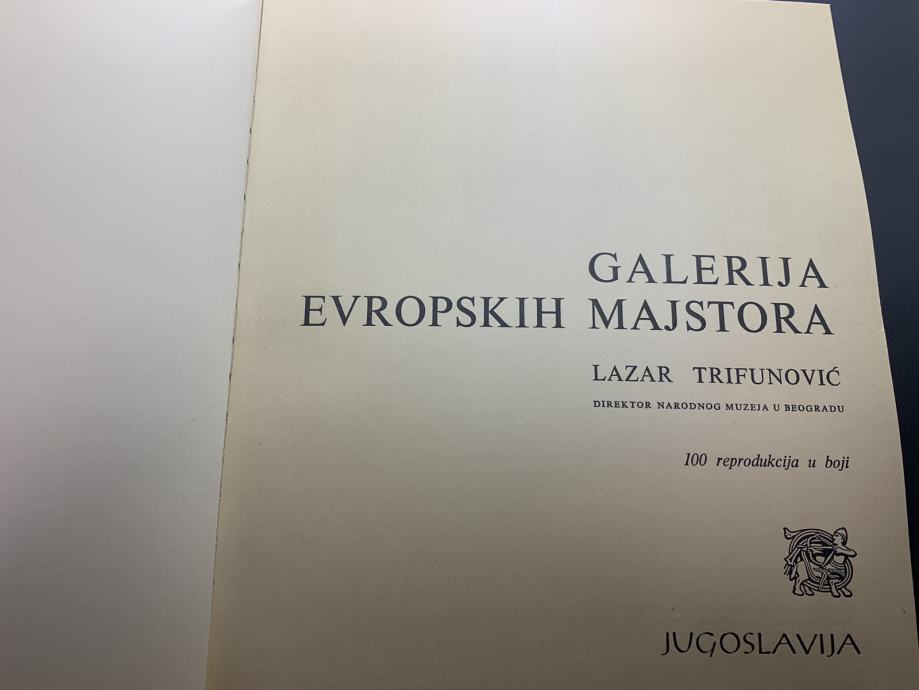 GALERIJA
EVROPSKIH MAJSTORA
LAZAR TRIFUNOVIĆ
DIREKTOR NARODNOG MUZEJA U BEOGRADU
100 reprodukcija u boji
JUGOSLAVIJA